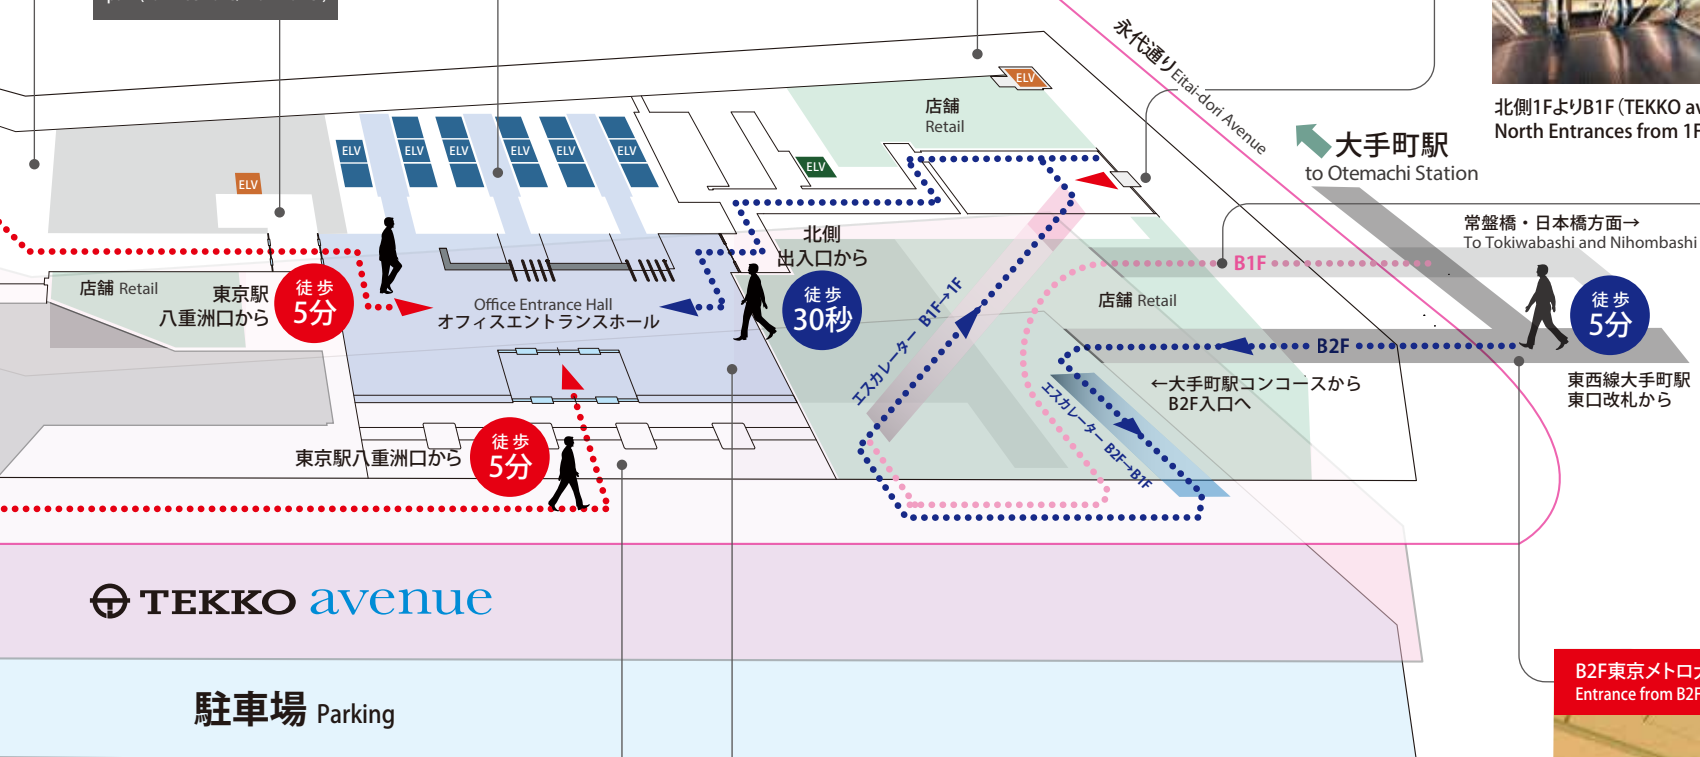 永代通り Eitai-dori Avenue
北側1FよりB1F（TEKKO av
North Entrances from 1F
大手町駅
to Otemachi Station
常盤橋・日本橋方面→
To Tokiwabashi and Nihombashi
ELV
店舗
Retail
ELV
ELV
ELV
ELV
ELV
ELV
ELV
ELV
北側
出入口から
徒歩
30秒
B1F
店舗 Retail
店舗 Retail
東京駅
八重洲口から
徒歩
5分
Office Entrance Hall
オフィスエントランスホール
エスカレーター B1F→1F
B2F
徒歩
5分
←大手町駅コンコースから
B2F入口へ
エスカレーター B2F→B1F
東西線大手町駅
東口改札から
東京駅八重洲口から
徒歩
5分
TEKKO avenue
駐車場 Parking
B2F東京メトロ
Entrance from B2F